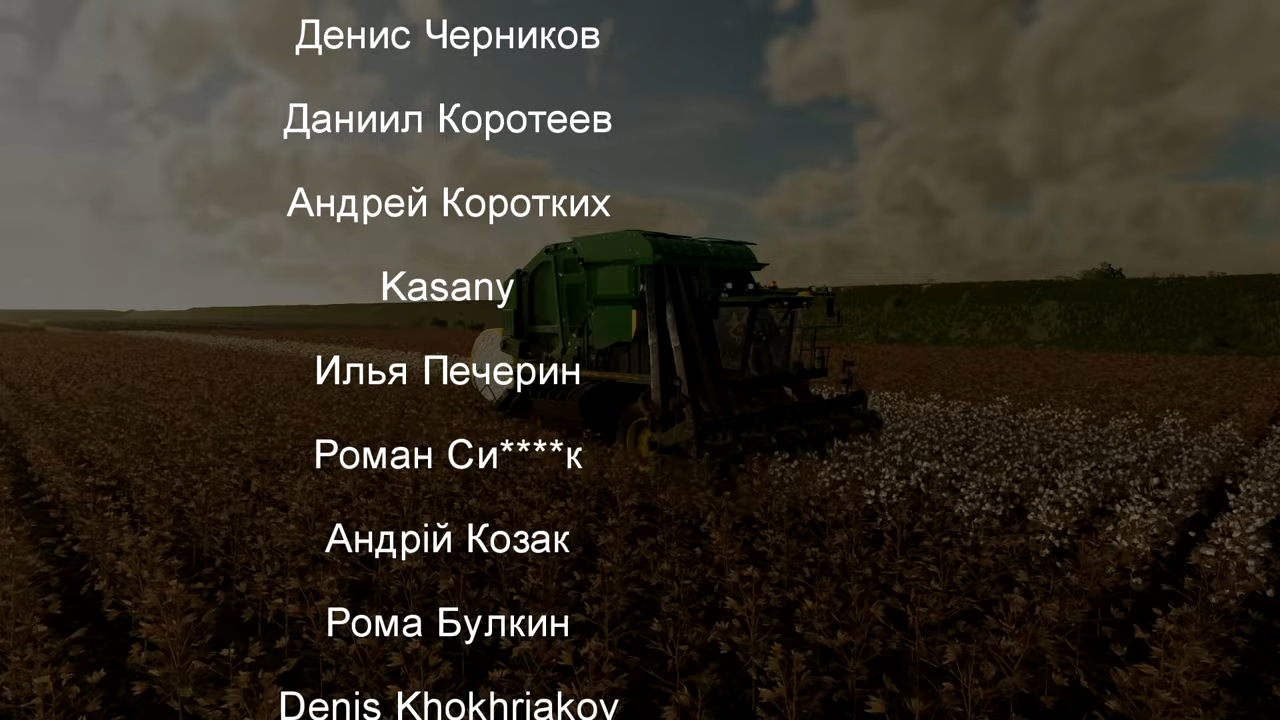 Денис Черников
Даниил Коротеев
Андрей Коротких
Kasany
Илья Печерин
Роман Си****к
Андрій Козак
Рома Булкин
Denis Khokhriakov